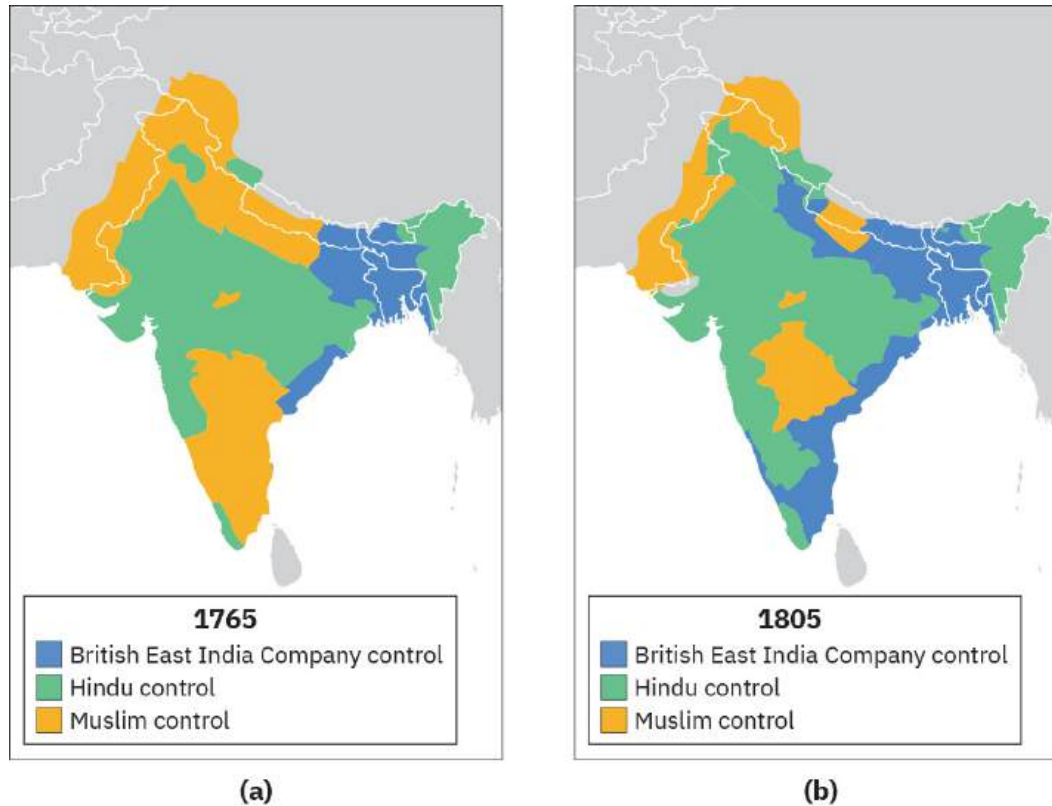 1765
British East India Company control
Hindu control
Muslim control
(a)
1805
British East India Company control
Hindu control
Muslim control
(b)